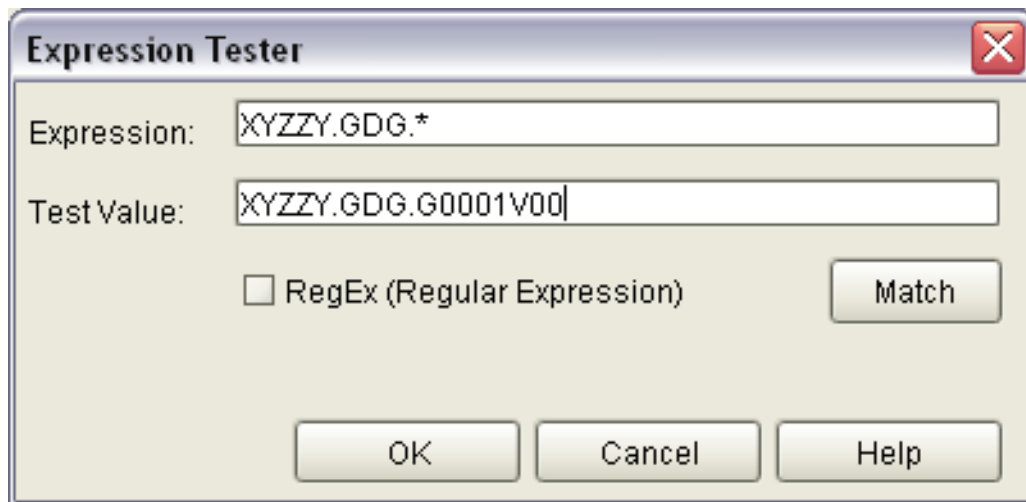 Expression Tester
Expression: XYZZY.GDG.*
Test Value: XYZZY.GDG.G0001V00
RegEx (Regular Expression) Match
OK Cancel Help